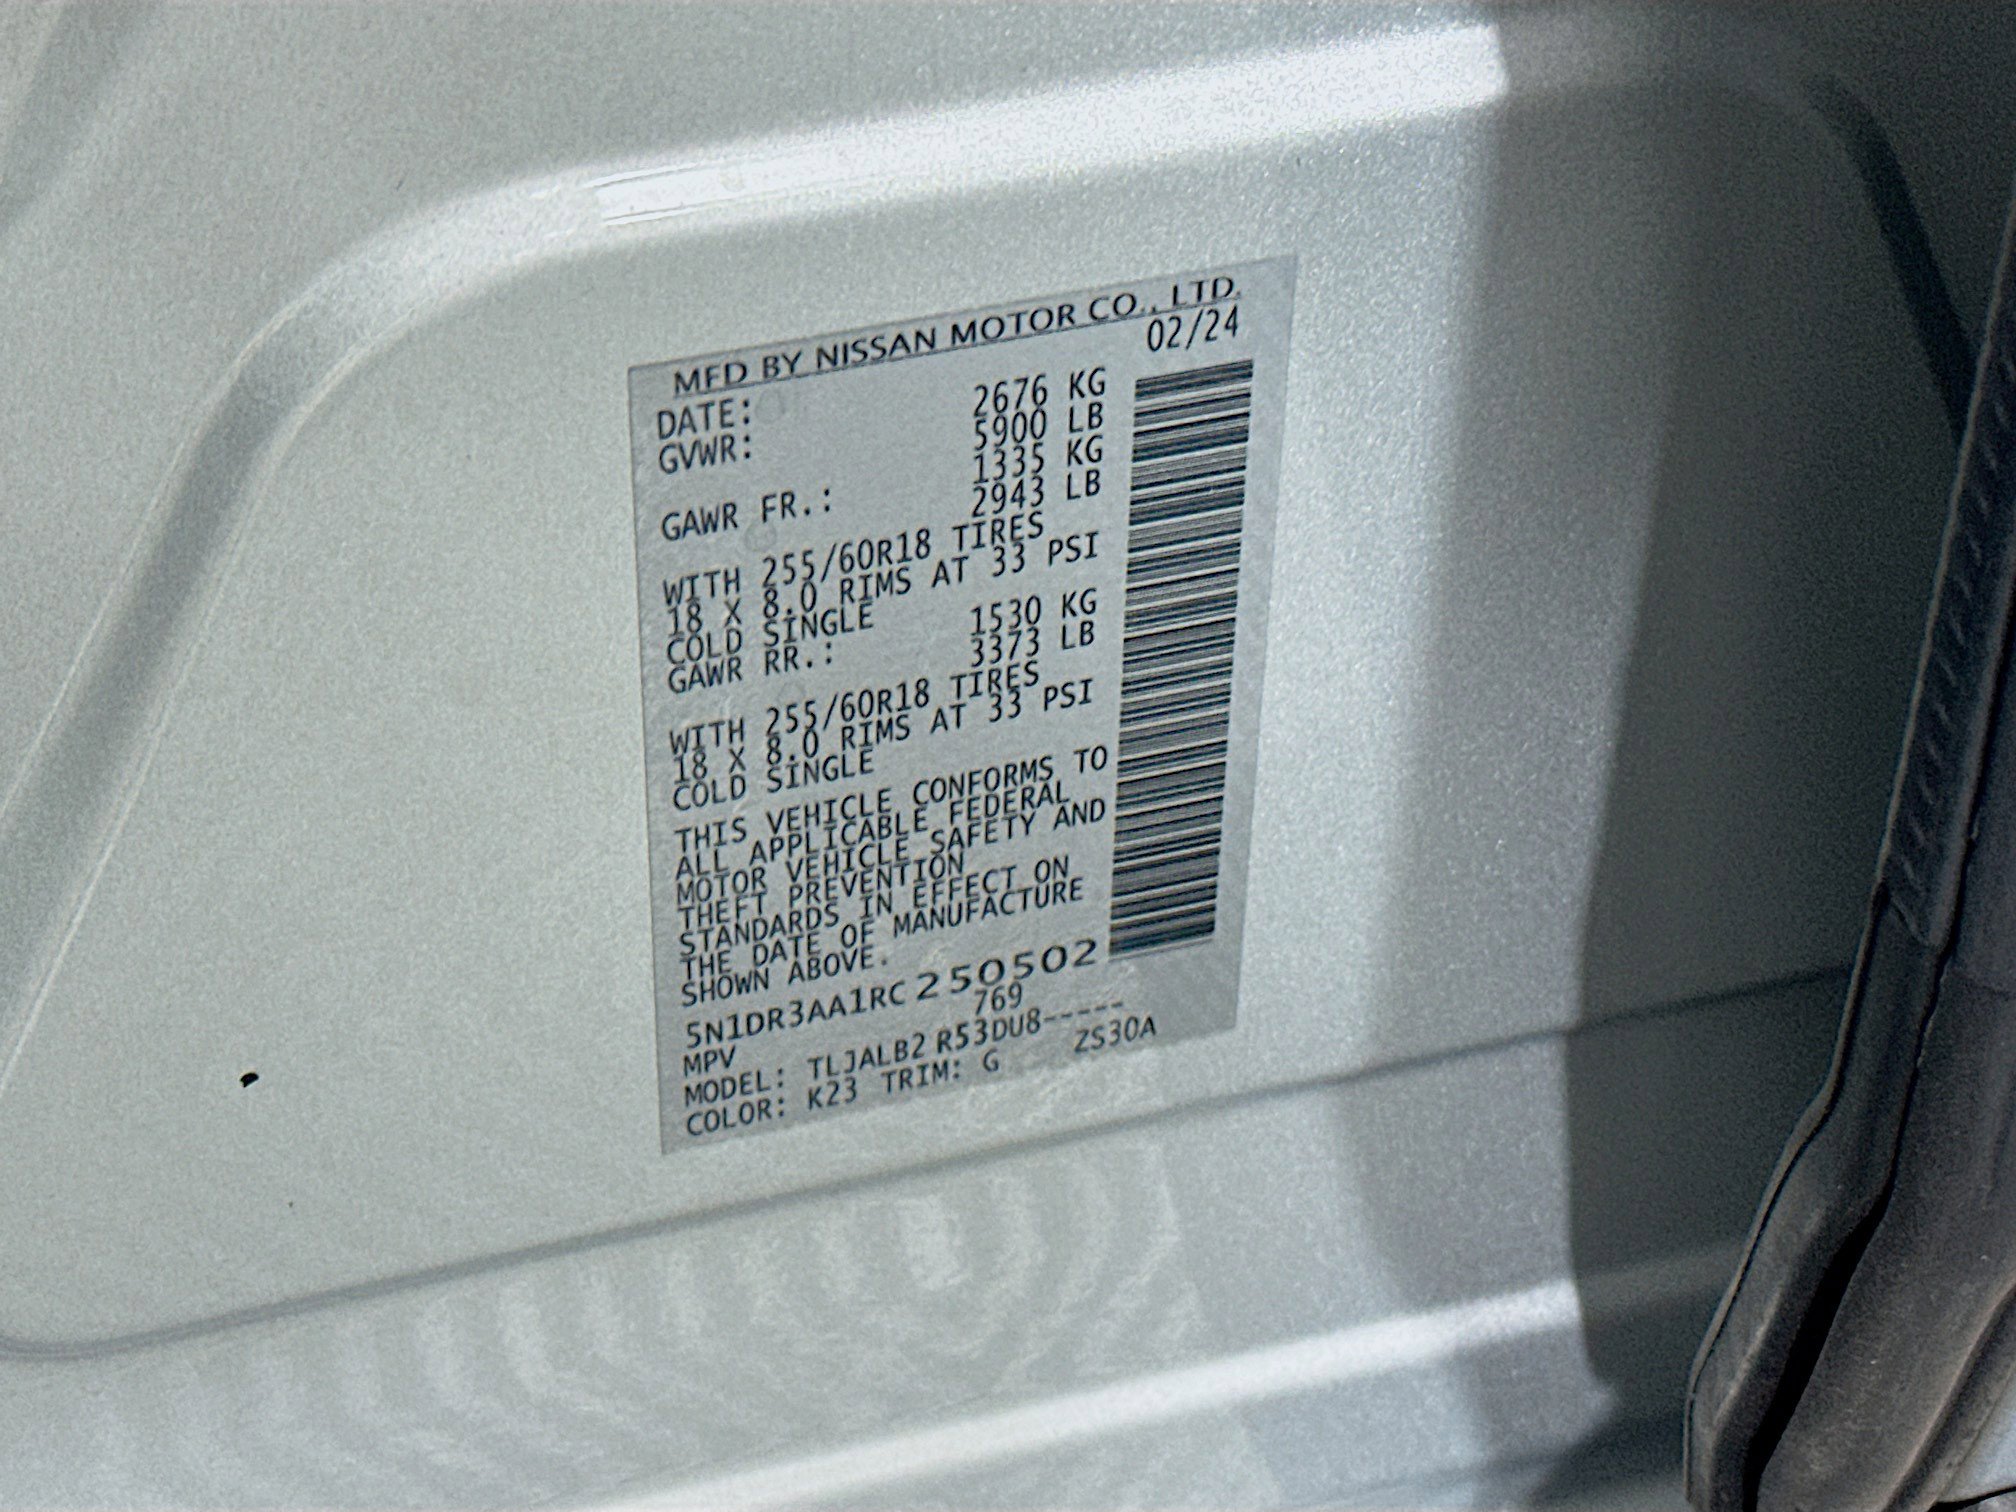 MFD BY NISSAN MOTOR CO., LTD.
DATE: 02/24
GVWR: 2676 KG
5900 LB
GAWR FR.: 1335 KG
2943 LB
WITH 255/60R18 TIRES
18 X 8.0 RIMS AT 33 PSI
COLD SINGLE
GAWR RR.: 1530 KG
3373 LB
WITH 255/60R18 TIRES
18 X 8.0 RIMS AT 33 PSI
COLD SINGLE
THIS VEHICLE CONFORMS TO
ALL APPLICABLE FEDERAL
MOTOR VEHICLE SAFETY AND
THEFT PREVENTION
STANDARDS IN EFFECT ON
THE DATE OF MANUFACTURE
SHOWN ABOVE.
5N1DR3AA1RC250502
MPV 769
MODEL: TLJALB2 R53DU8-----
COLOR: K23 TRIM: G ZS30A